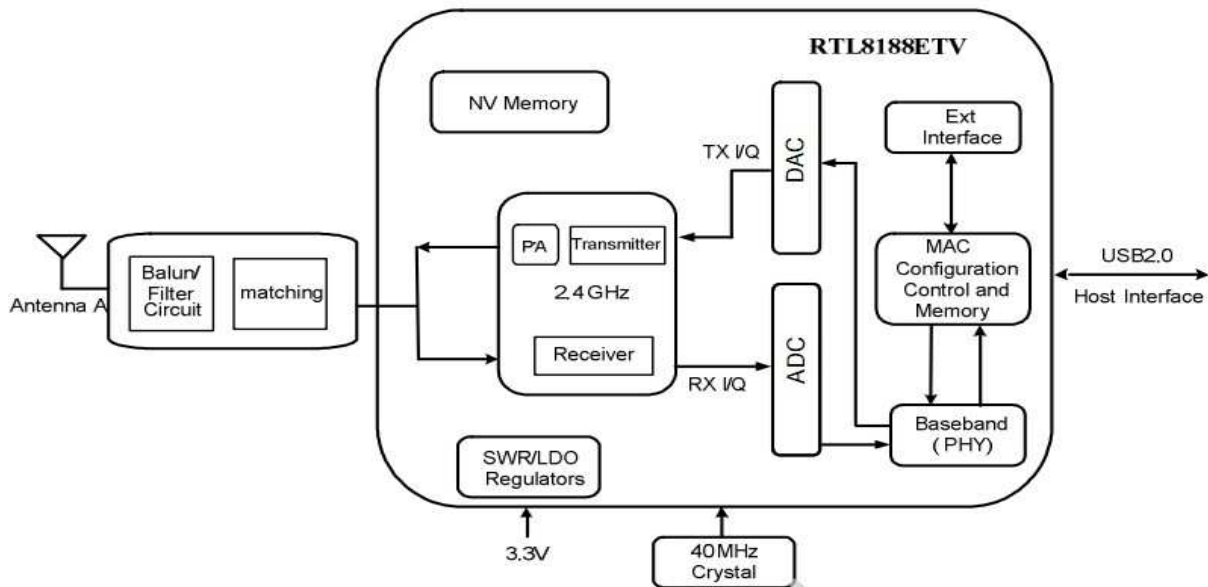 RTL8188ETV
NV Memory
Ext
Interface
DAC
TX I/Q
PA
Transmitter
2.4GHz
Receiver
MAC
Configuration
Control and
Memory
USB2.0
Host Interface
Balun/
Filter
Circuit
matching
Antenna A
ADC
RX I/Q
Baseband
(PHY)
SWR/LDO
Regulators
3.3V
40MHz
Crystal